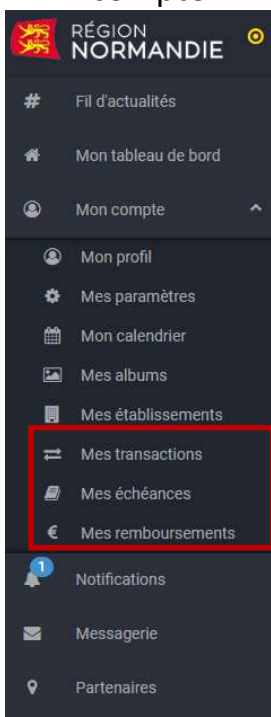 RÉGION
NORMANDIE
# Fil d'actualités
Mon tableau de bord
Mon compte
Mon profil
Mes paramètres
Mon calendrier
Mes albums
Mes établissements
Mes transactions
Mes échéances
€ Mes remboursements
1
Notifications
Messagerie
Partenaires